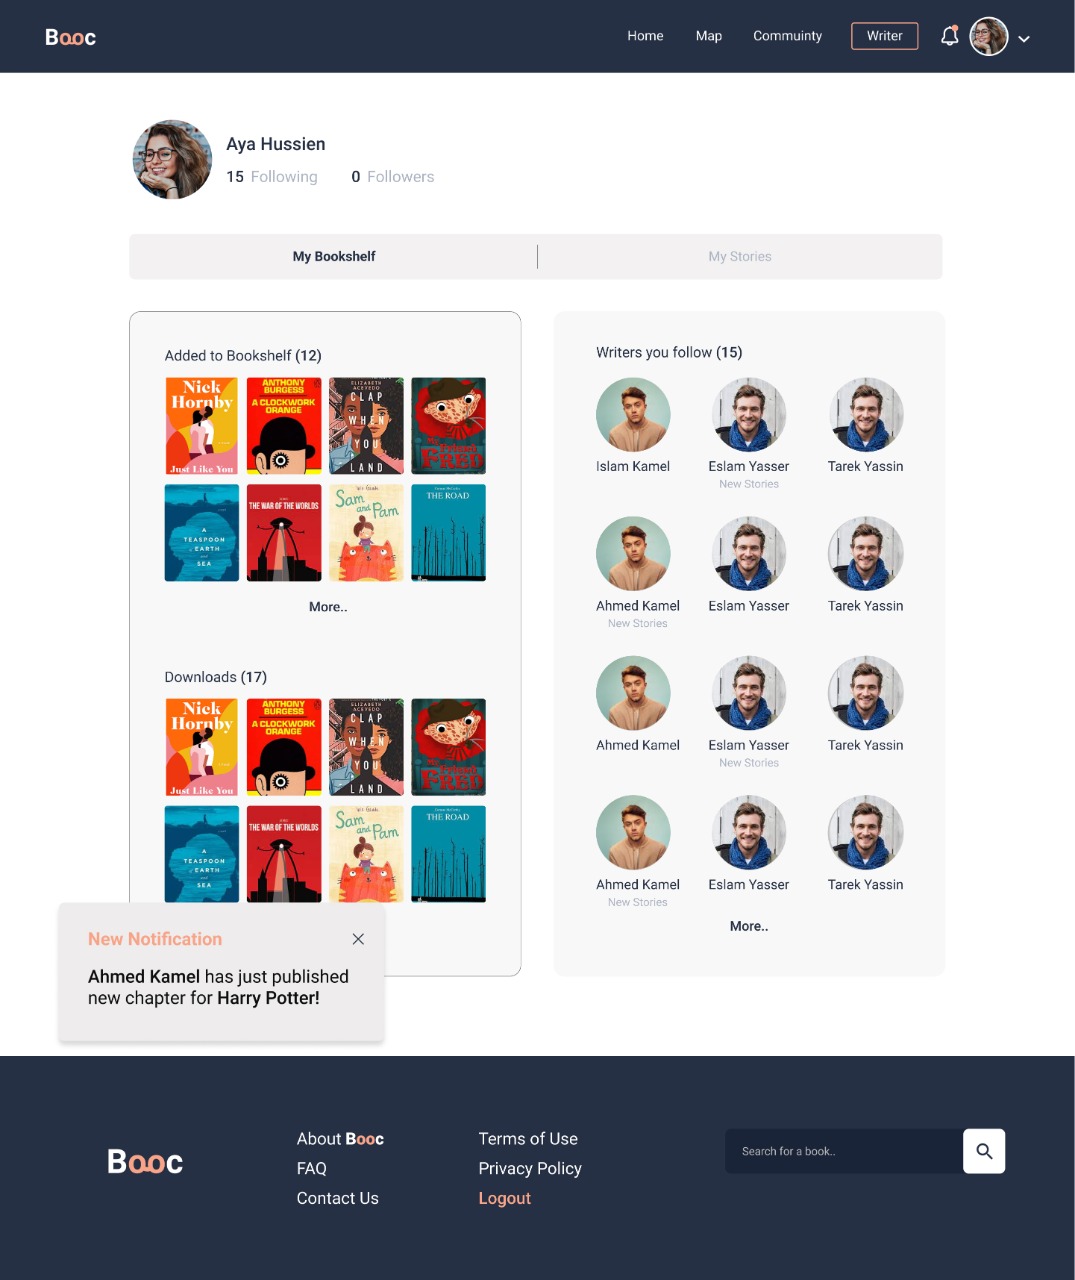 Booc
Home Map Commuinty Writer
Aya Hussien
15 Following 0 Followers
My Bookshelf My Stories
Added to Bookshelf (12)
Nick
Hornby
Just Like You
ANTHONY
BURGESS
A CLOCKWORK
ORANGE
ELIZABETH
ACEVEDO
CLAP
WHEN
YOU
LAND
FRED
A
TEASPOON
of EARTH
and
SEA
THE WAR OF THE WORLDS
Sam
and Pam
THE ROAD
More..
Downloads (17)
Nick
Hornby
Just Like You
ANTHONY
BURGESS
A CLOCKWORK
ORANGE
ELIZABETH
ACEVEDO
CLAP
WHEN
YOU
LAND
FRED
A
TEASPOON
of EARTH
and
SEA
THE WAR OF THE WORLDS
Sam
and Pam
THE ROAD
Writers you follow (15)
Islam Kamel Eslam Yasser Tarek Yassin
New Stories
Ahmed Kamel Eslam Yasser Tarek Yassin
New Stories
Ahmed Kamel Eslam Yasser Tarek Yassin
New Stories
Ahmed Kamel Eslam Yasser Tarek Yassin
New Stories
More..
New Notification
Ahmed Kamel has just published
new chapter for Harry Potter!
Booc
About Booc
FAQ
Contact Us
Terms of Use
Privacy Policy
Logout
Search for a book..